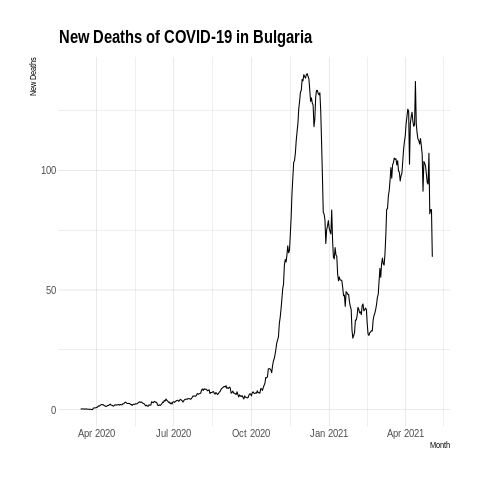 New Deaths of COVID-19 in Bulgaria
New Deaths
100
50
0
Apr 2020
Jul 2020
Oct 2020
Jan 2021
Apr 2021
Month